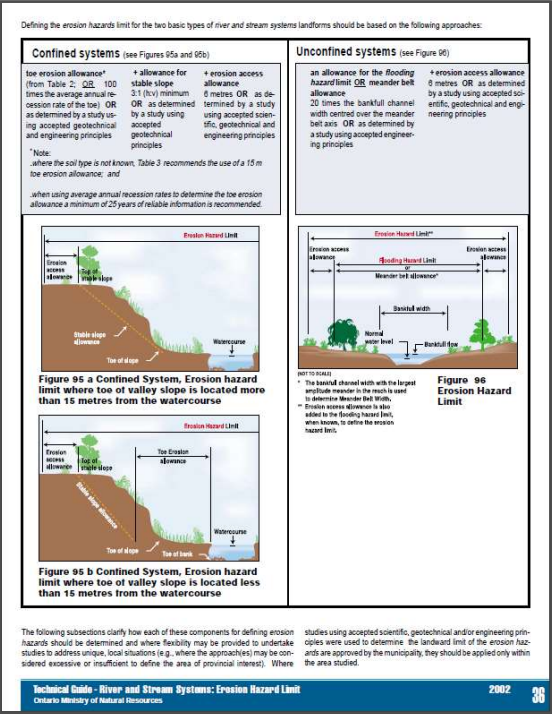 Defining the erosion hazards limit for the two basic types of river and stream systems landforms should be based on the following approaches:
Confined systems (see Figures 95a and 95b)
toe erosion allowance*
(from Table 2; OR 100
times the average annual re-
cession rate of the toe) OR
as determined by a study us-
ing accepted geotechnical
and engineering principles
+ allowance for
stable slope
3:1 (h:v) minimum
OR as determined
by a study using
accepted
geotechnical
principles
+ erosion access
allowance
6 metres OR as de-
termined by a study
using accepted scien-
tific, geotechnical and
engineering principles
*Note:
.where the soil type is not known, Table 3 recommends the use of a 15 m
toe erosion allowance; and
.when using average annual recession rates to determine the toe erosion
allowance a minimum of 25 years of reliable information is recommended.
Unconfined systems (see Figure 96)
an allowance for the flooding
hazard limit OR meander belt
allowance
20 times the bankfull channel
width centred over the meander
belt axis OR as determined by
a study using accepted engineer-
ing principles
+ erosion access allowance
6 metres OR as determined
by a study using accepted sci-
entific, geotechnical and engi-
neering principles
Erosion Hazard Limit
Erosion
access
allowance
Top of
stable slope
Stable slope
allowance
Watercourse
Toe of slope
Figure 95 a Confined System, Erosion hazard
limit where toe of valley slope is located more
than 15 metres from the watercourse
Erosion Hazard Limit
Erosion
access
allowance
Top of
stable slope
Toe Erosion
allowance
Stable slope allowance
Watercourse
Toe of slope
Toe of bank
Figure 95 b Confined System, Erosion hazard
limit where toe of valley slope is located less
than 15 metres from the watercourse
Erosion Hazard Limit**
Erosion access
allowance
Erosion access
allowance
Flooding Hazard Limit
or
Meander belt allowance*
Bankfull width
Normal
water level
Bankfull flow
(NOT TO SCALE)
* The bankfull channel width with the largest
amplitude meander in the reach is used
to determine Meander Belt Width.
** Erosion access allowance is also
added to the flooding hazard limit,
when known, to define the erosion
hazard limit.
Figure 96
Erosion Hazard
Limit
The following subsections clarify how each of these components for defining erosion
hazards should be determined and where flexibility may be provided to undertake
studies to address unique, local situations (e.g., where the approach(es) may be con-
sidered excessive or insufficient to define the area of provincial interest). Where
studies using accepted scientific, geotechnical and/or engineering prin-
ciples were used to determine the landward limit of the erosion haz-
ards are approved by the municipality, they should be applied only within
the area studied.
Technical Guide - River and Stream Systems: Erosion Hazard Limit
Ontario Ministry of Natural Resources
2002
36